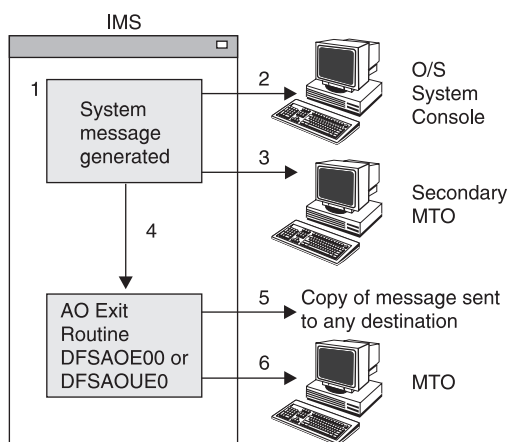 IMS
1
System
message
generated
2
O/S
System
Console
3
Secondary
MTO
4
AO Exit
Routine
DFSAOE00 or
DFSAOUE0
5
Copy of message sent
to any destination
6
MTO